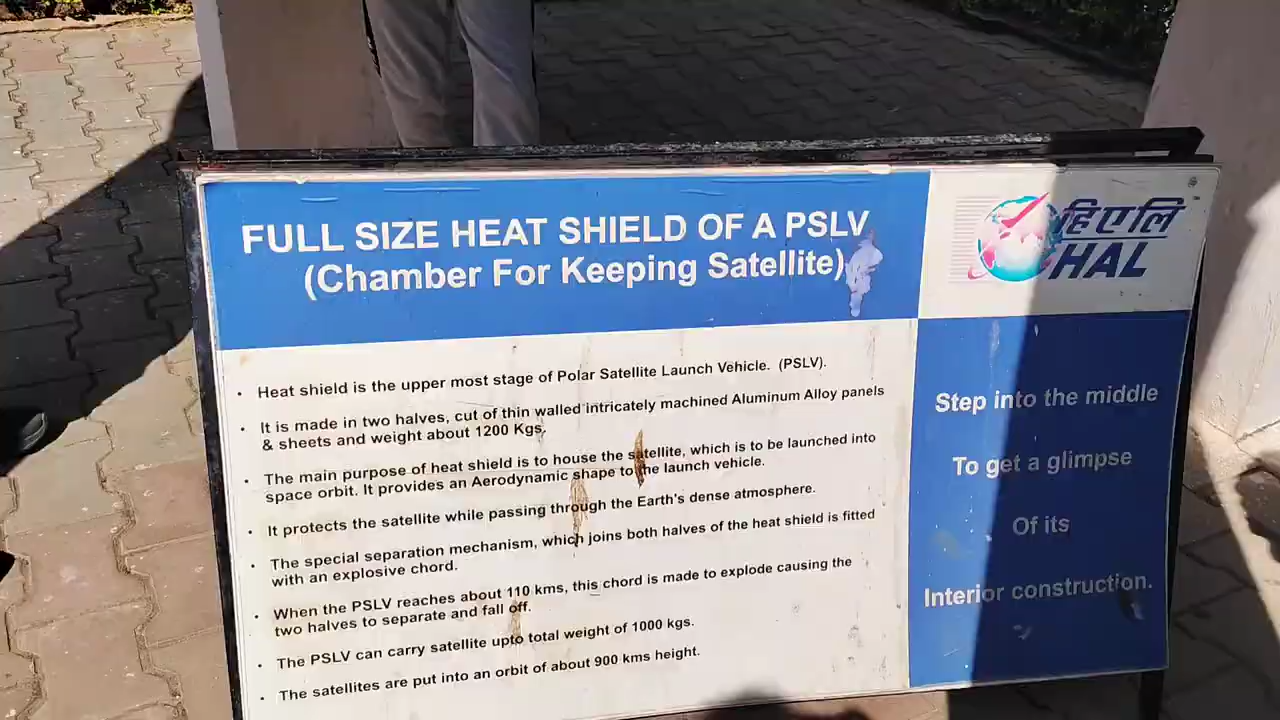 FULL SIZE HEAT SHIELD OF A PSLV
(Chamber For Keeping Satellite)
हिएलि
HAL
• Heat shield is the upper most stage of Polar Satellite Launch Vehicle. (PSLV).
• It is made in two halves, cut of thin walled intricately machined Aluminum Alloy panels
& sheets and weight about 1200 Kgs.
• The main purpose of heat shield is to house the satellite, which is to be launched into
space orbit. It provides an Aerodynamic shape to the launch vehicle.
• It protects the satellite while passing through the Earth's dense atmosphere.
• The special separation mechanism, which joins both halves of the heat shield is fitted
with an explosive chord.
• When the PSLV reaches about 110 kms, this chord is made to explode causing the
two halves to separate and fall off.
• The PSLV can carry satellite upto total weight of 1000 kgs.
• The satellites are put into an orbit of about 900 kms height.
Step into the middle
To get a glimpse
Of its
Interior construction.